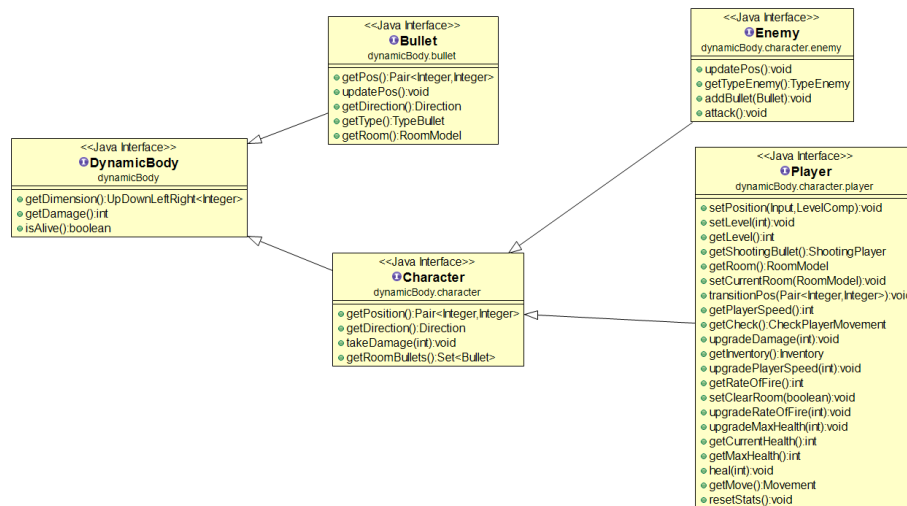 <<Java Interface>>
Bullet
dynamicBody.bullet
getPos():Pair<Integer,Integer>
updatePos():void
getDirection():Direction
getType():TypeBullet
getRoom():RoomModel
<<Java Interface>>
Enemy
dynamicBody.character.enemy
updatePos():void
getTypeEnemy():TypeEnemy
addBullet(Bullet):void
attack():void
<<Java Interface>>
DynamicBody
dynamicBody
getDimension():UpDownLeftRight<Integer>
getDamage():int
isAlive():boolean
<<Java Interface>>
Character
dynamicBody.character
getPosition():Pair<Integer,Integer>
getDirection():Direction
takeDamage(int):void
getRoomBullets():Set<Bullet>
<<Java Interface>>
Player
dynamicBody.character.player
setPosition(Input,LevelComp):void
setLevel(int):void
getLevel():int
getShootingBullet():ShootingPlayer
getRoom():RoomModel
setCurrentRoom(RoomModel):void
transitionPos(Pair<Integer,Integer>):void
getPlayerSpeed():int
getCheck():CheckPlayerMovement
upgradeDamage(int):void
getInventory():Inventory
upgradePlayerSpeed(int):void
getRateOfFire():int
setClearRoom(boolean):void
upgradeRateOfFire(int):void
upgradeMaxHealth(int):void
getCurrentHealth():int
getMaxHealth():int
heal(int):void
getMove():Movement
resetStats():void